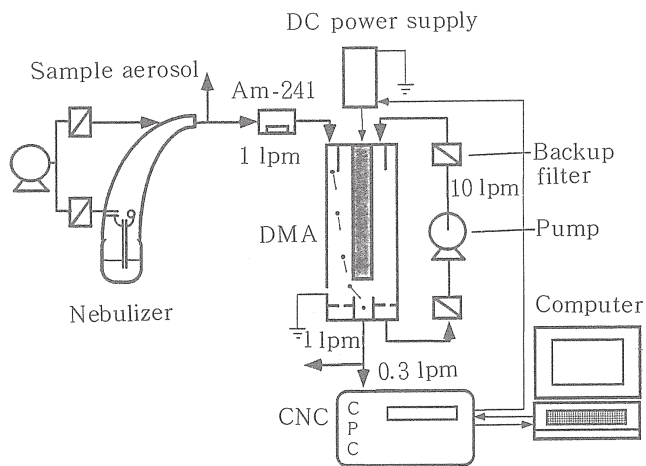 DC power supply
Sample aerosol
Am-241
1 lpm
Backup
filter
10 lpm
DMA
Pump
Nebulizer
Computer
1 lpm
0.3 lpm
CNC
C
P
C